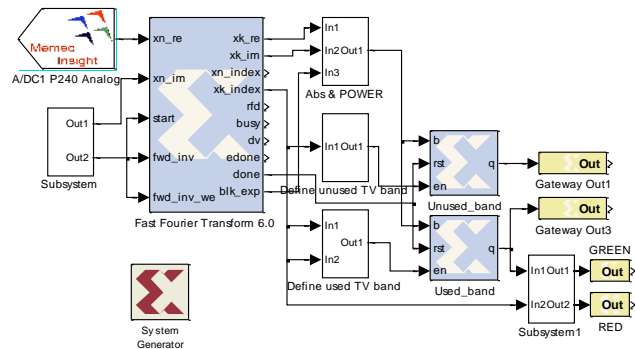 Memec
Insight
A/DC1 P240 Analog
Out1
Out2
Subsystem
xn_re
xn_im
start
fwd_inv
fwd_inv_we
xk_re
xk_im
xn_index
xk_index
rfd
busy
dv
edone
done
blk_exp
Fast Fourier Transform 6.0
In1
In2 Out1
In3
Abs & POWER
In1 Out1
Define unused TV band
In1
Out1
In2
Define used TV band
b
rst
q
en
Unused_band
b
rst
q
en
Used_band
Out
Gateway Out1
Out
Gateway Out3
In1 Out1
In2 Out2
Subsystem1
GREEN
Out
Out
RED
System
Generator